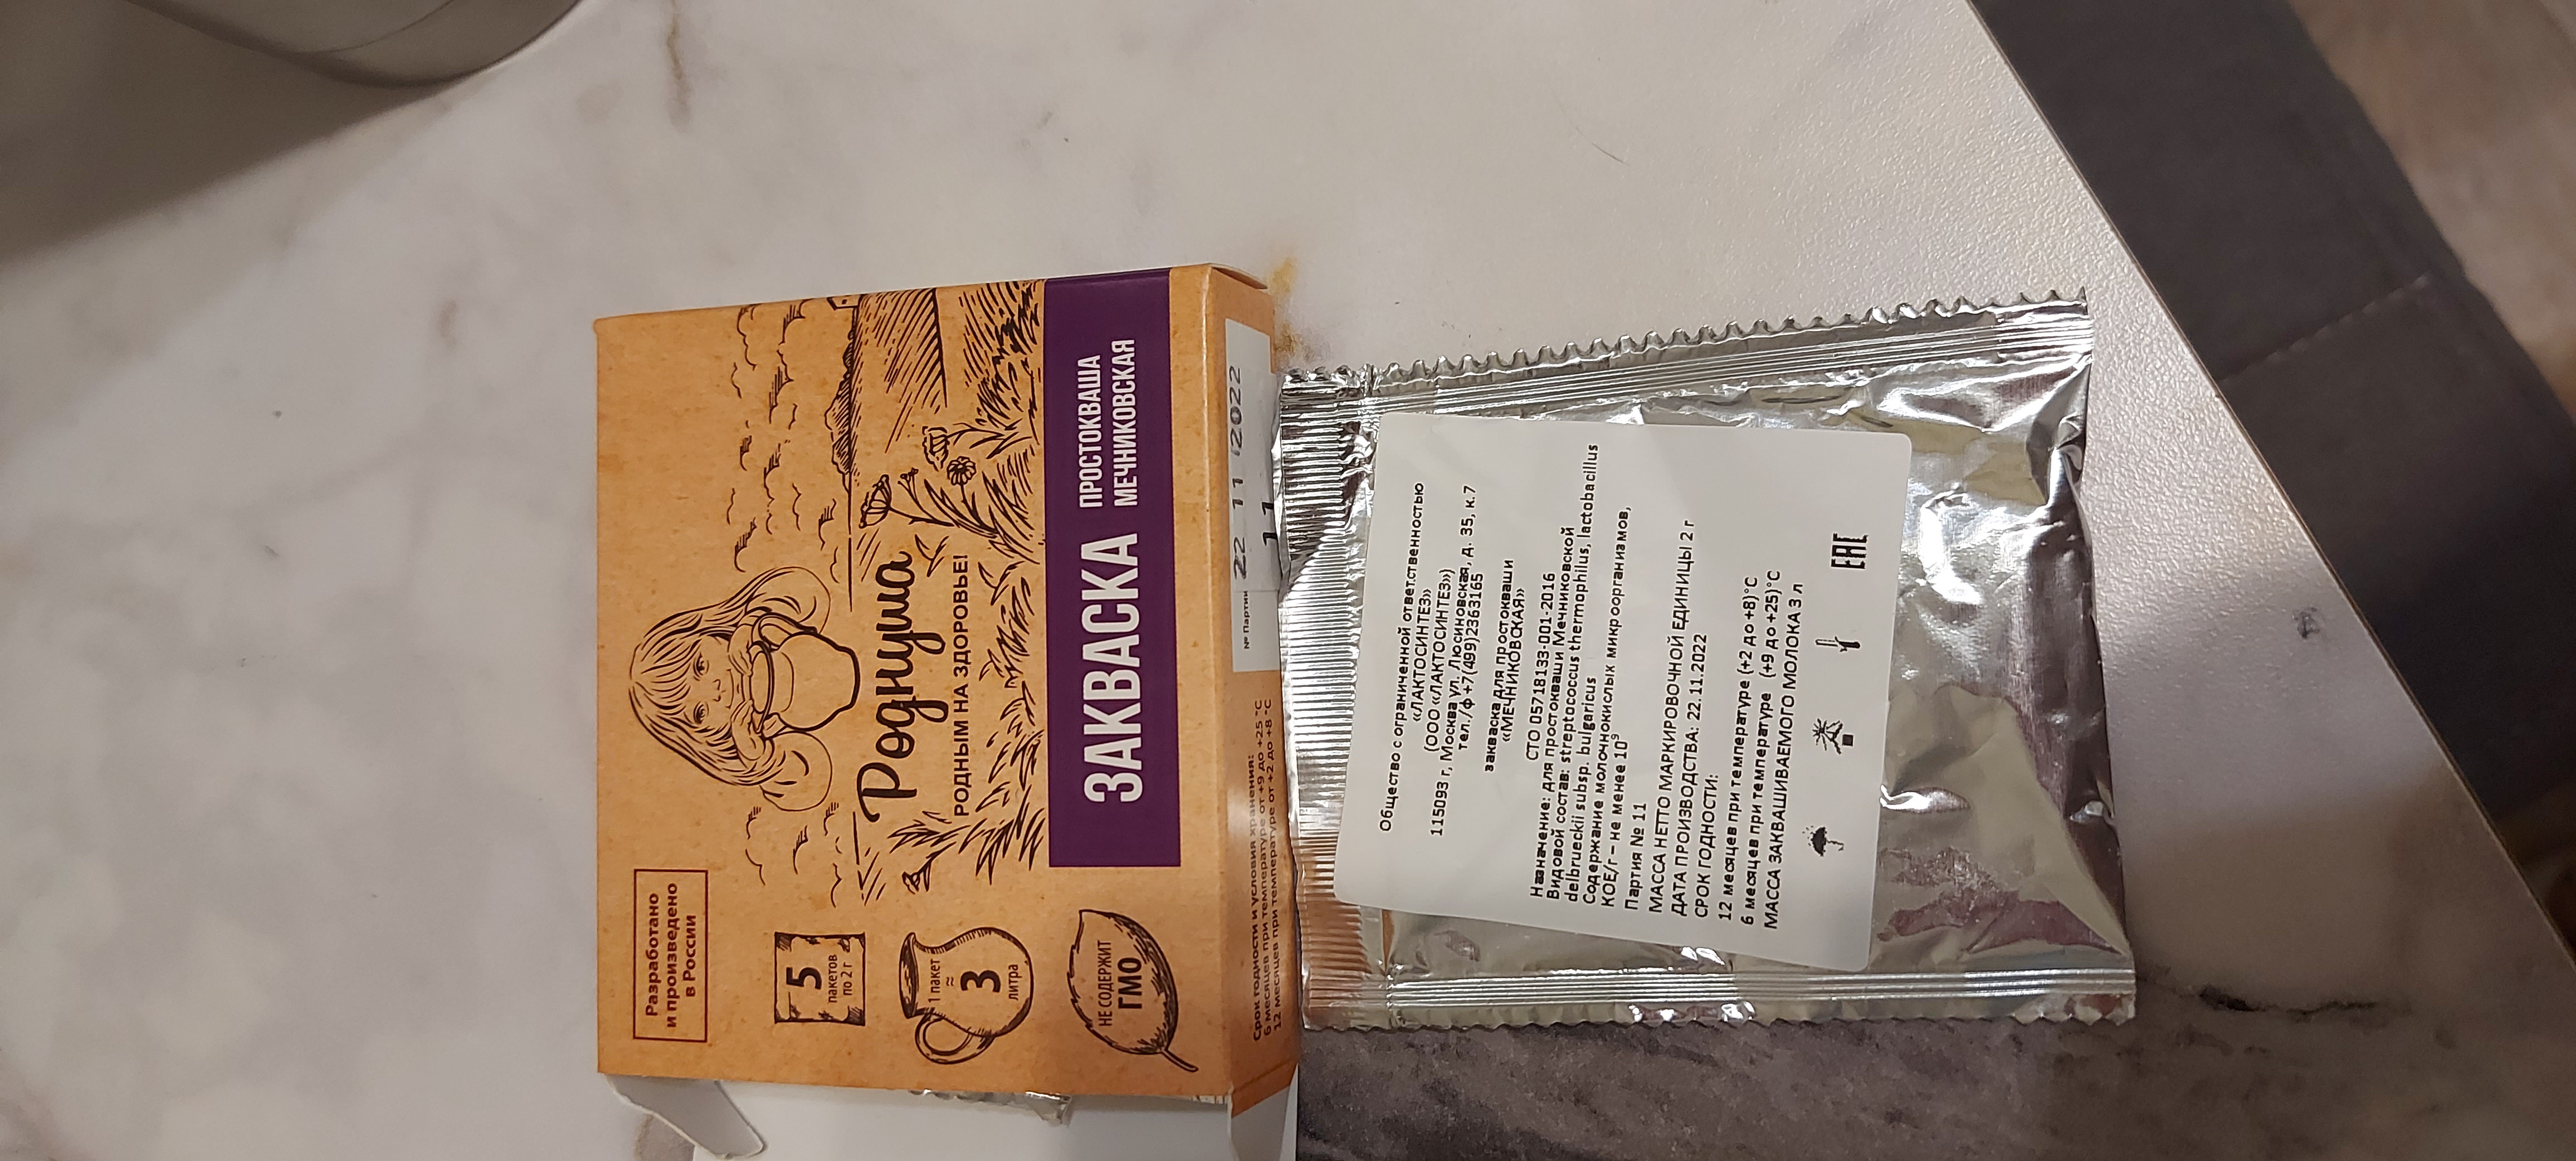 Разработано
и произведено
в России
5
пакетов
по 2 г
1 пакет
≈
3
литра
НЕ СОДЕРЖИТ
ГМО
Роднуша
РОДНЫМ НА ЗДОРОВЬЕ!
ЗАКВАСКА
ПРОСТОКВАША
МЕЧНИКОВСКАЯ
Срок годности и условия хранения:
6 месяцев при температуре от +9 до +25 °С
12 месяцев при температуре от +2 до +8 °С
№ Партии
22 11 2022
11
Общество с ограниченной ответственностью
«ЛАКТОСИНТЕЗ»
(ООО «ЛАКТОСИНТЕЗ»)
115093 г, Москва ул. Люсиновская, д. 35, к.7
тел./ф +7(499)2363165
закваска для простокваши
«МЕЧНИКОВСКАЯ»
СТО 05718133-001-2016
Назначение: для простокваши Мечниковской
Видовой состав: streptococcus thermophilus, lactobacillus
delbrueckii subsp. bulgaricus
Содержание молочнокислых микроорганизмов,
КОЕ/г – не менее 10⁹
Партия № 11
МАССА НЕТТО МАРКИРОВОЧНОЙ ЕДИНИЦЫ 2 г
ДАТА ПРОИЗВОДСТВА: 22.11.2022
СРОК ГОДНОСТИ:
12 месяцев при температуре (+2 до +8)°С
6 месяцев при температуре (+9 до +25)°С
МАССА ЗАКВАШИВАЕМОГО МОЛОКА 3 л
ЕАС